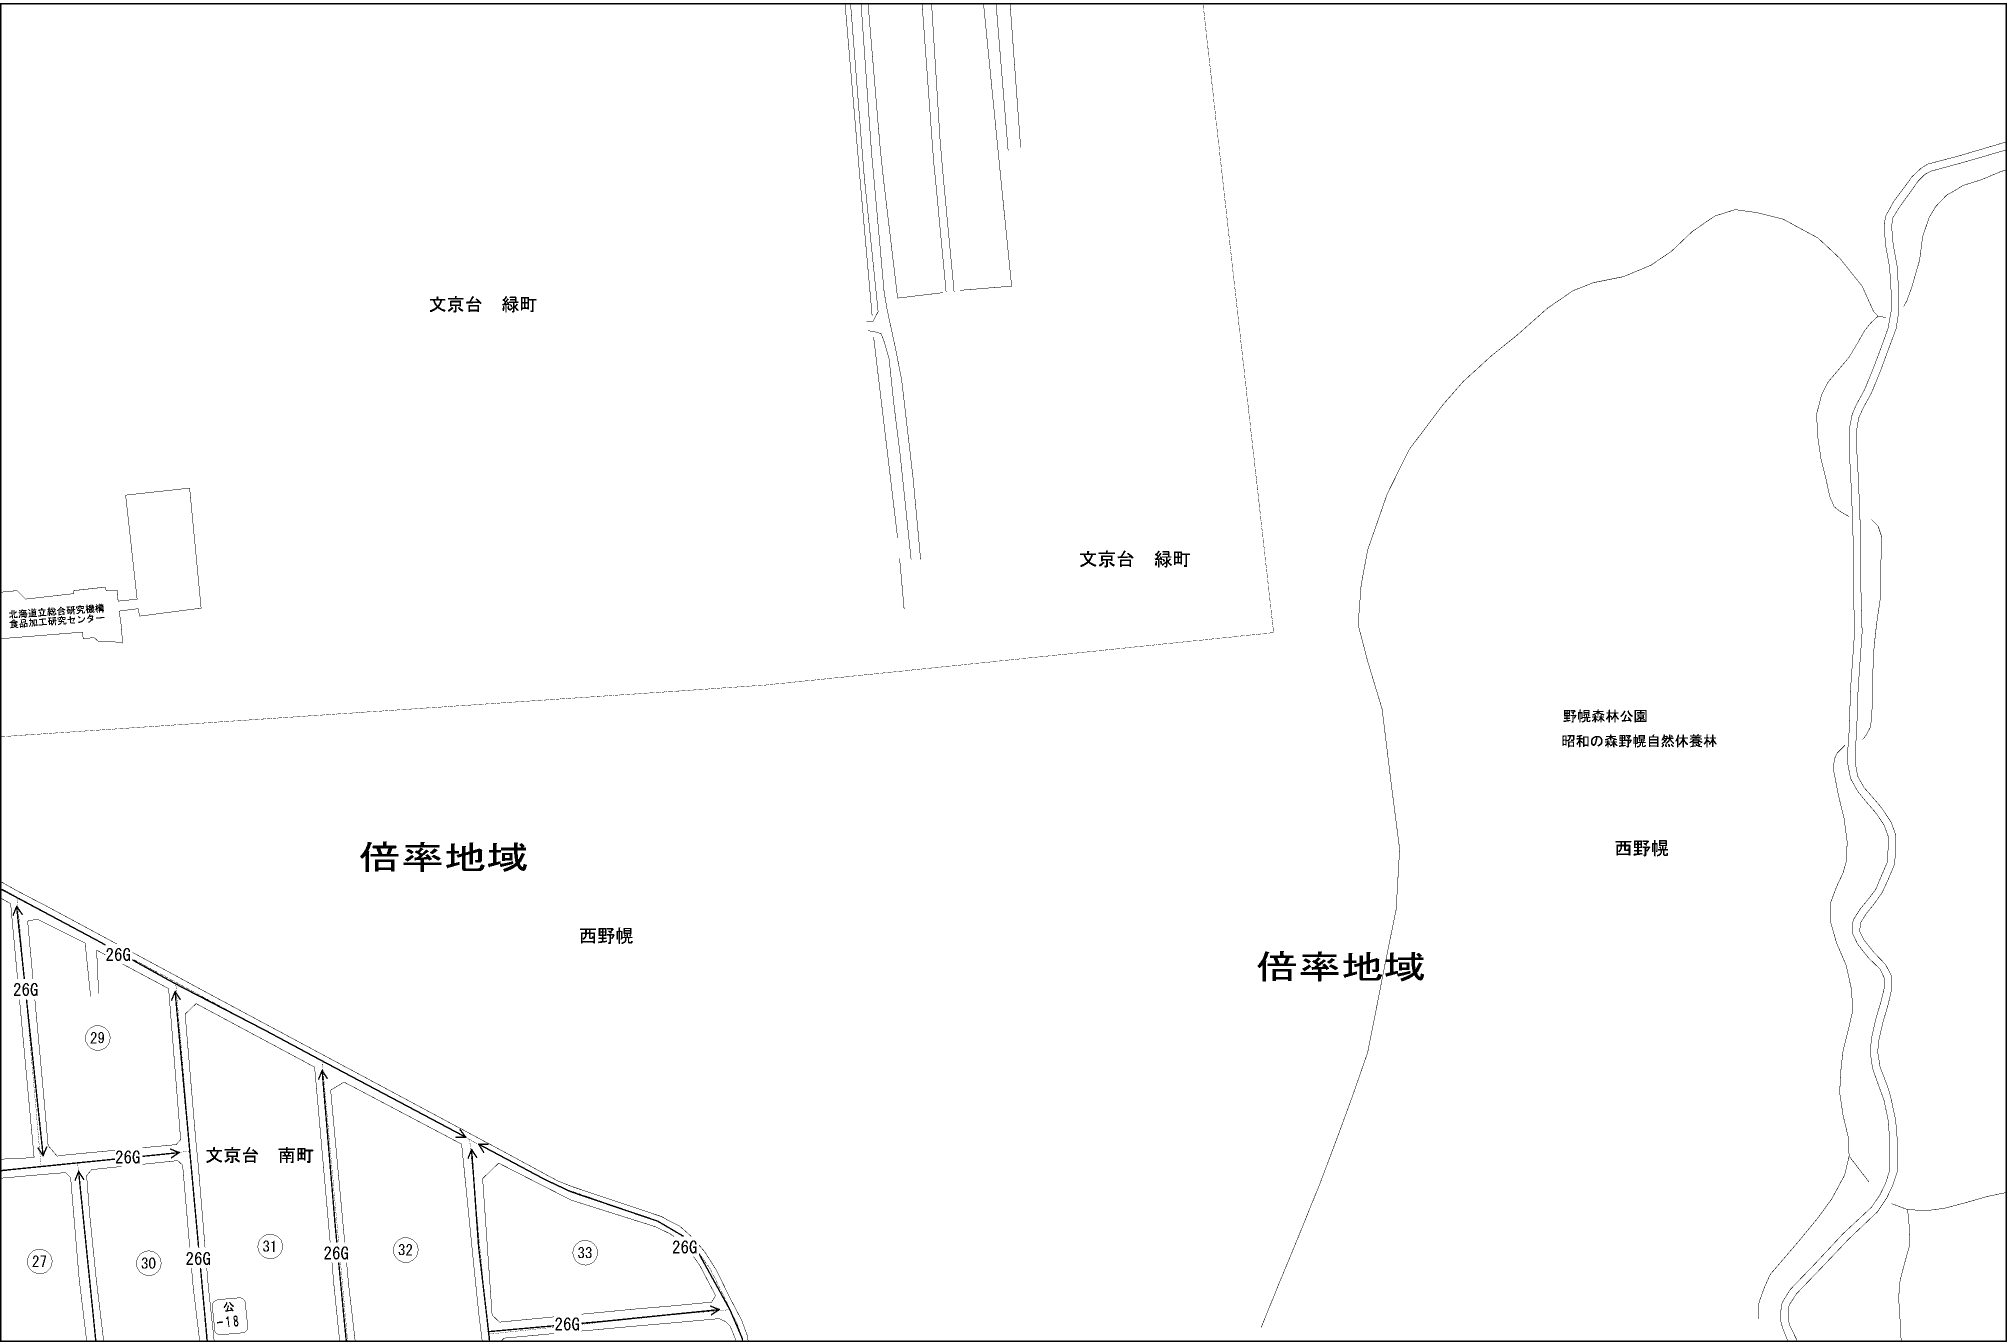 文京台　緑町
文京台　緑町
北海道立総合研究機構
食品加工研究センター
野幌森林公園
昭和の森野幌自然休養林
西野幌
倍率地域
西野幌
倍率地域
26G
26G
29
26G
文京台　南町
27
30
26G
31
26G
32
33
26G
公
-18
26G